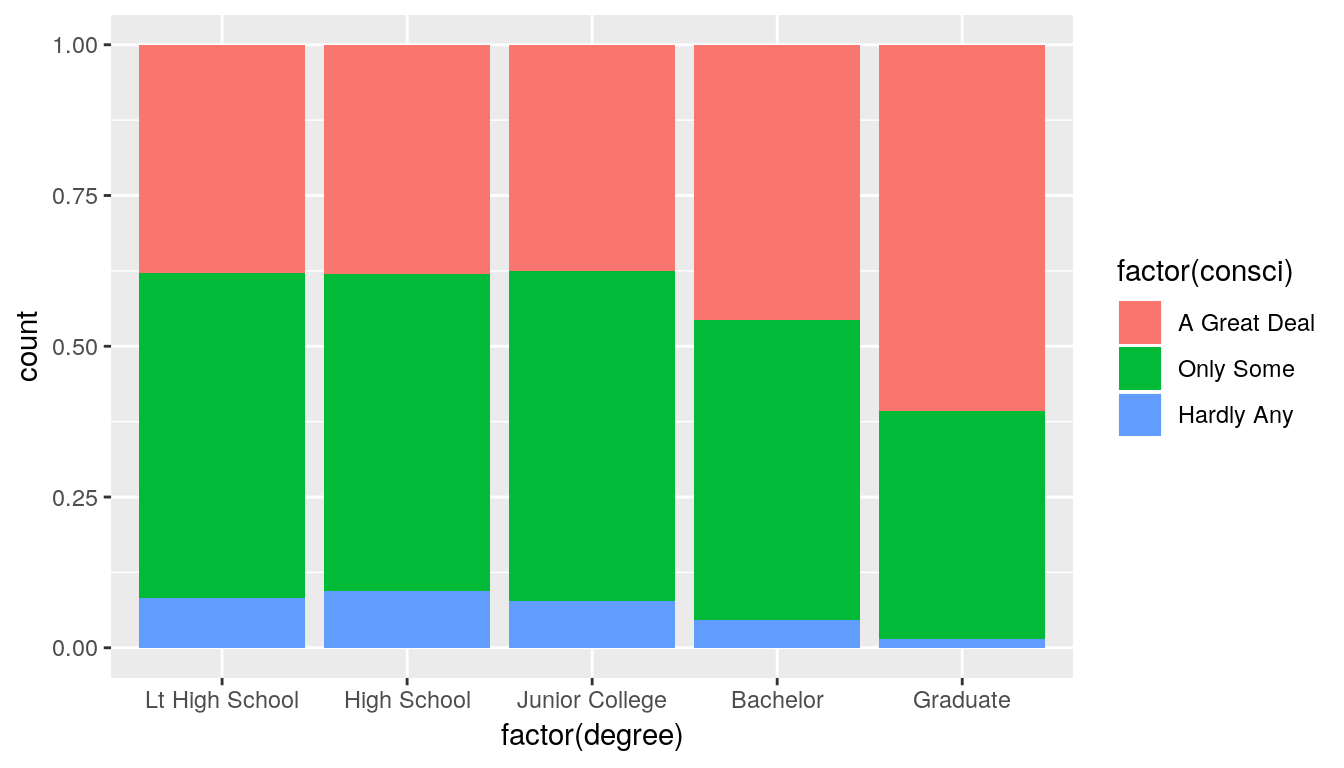 1.00
0.75
0.50
0.25
0.00
count
Lt High School
High School
Junior College
Bachelor
Graduate
factor(degree)
factor(consci)
A Great Deal
Only Some
Hardly Any